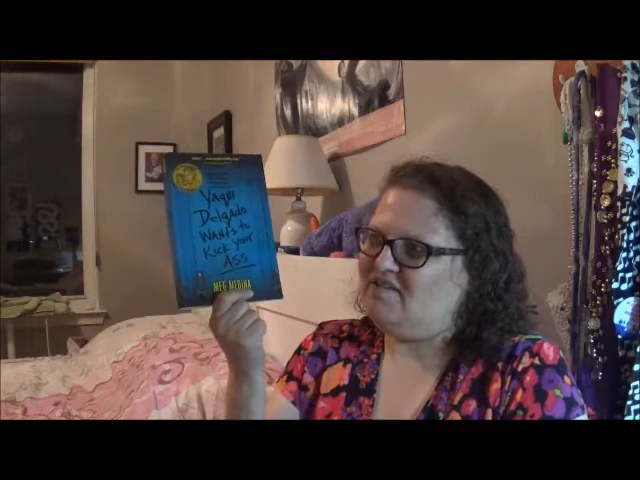 YAQUI
DELGADO
WANTS to
KICK YOUR
ASS
MEG MEDINA